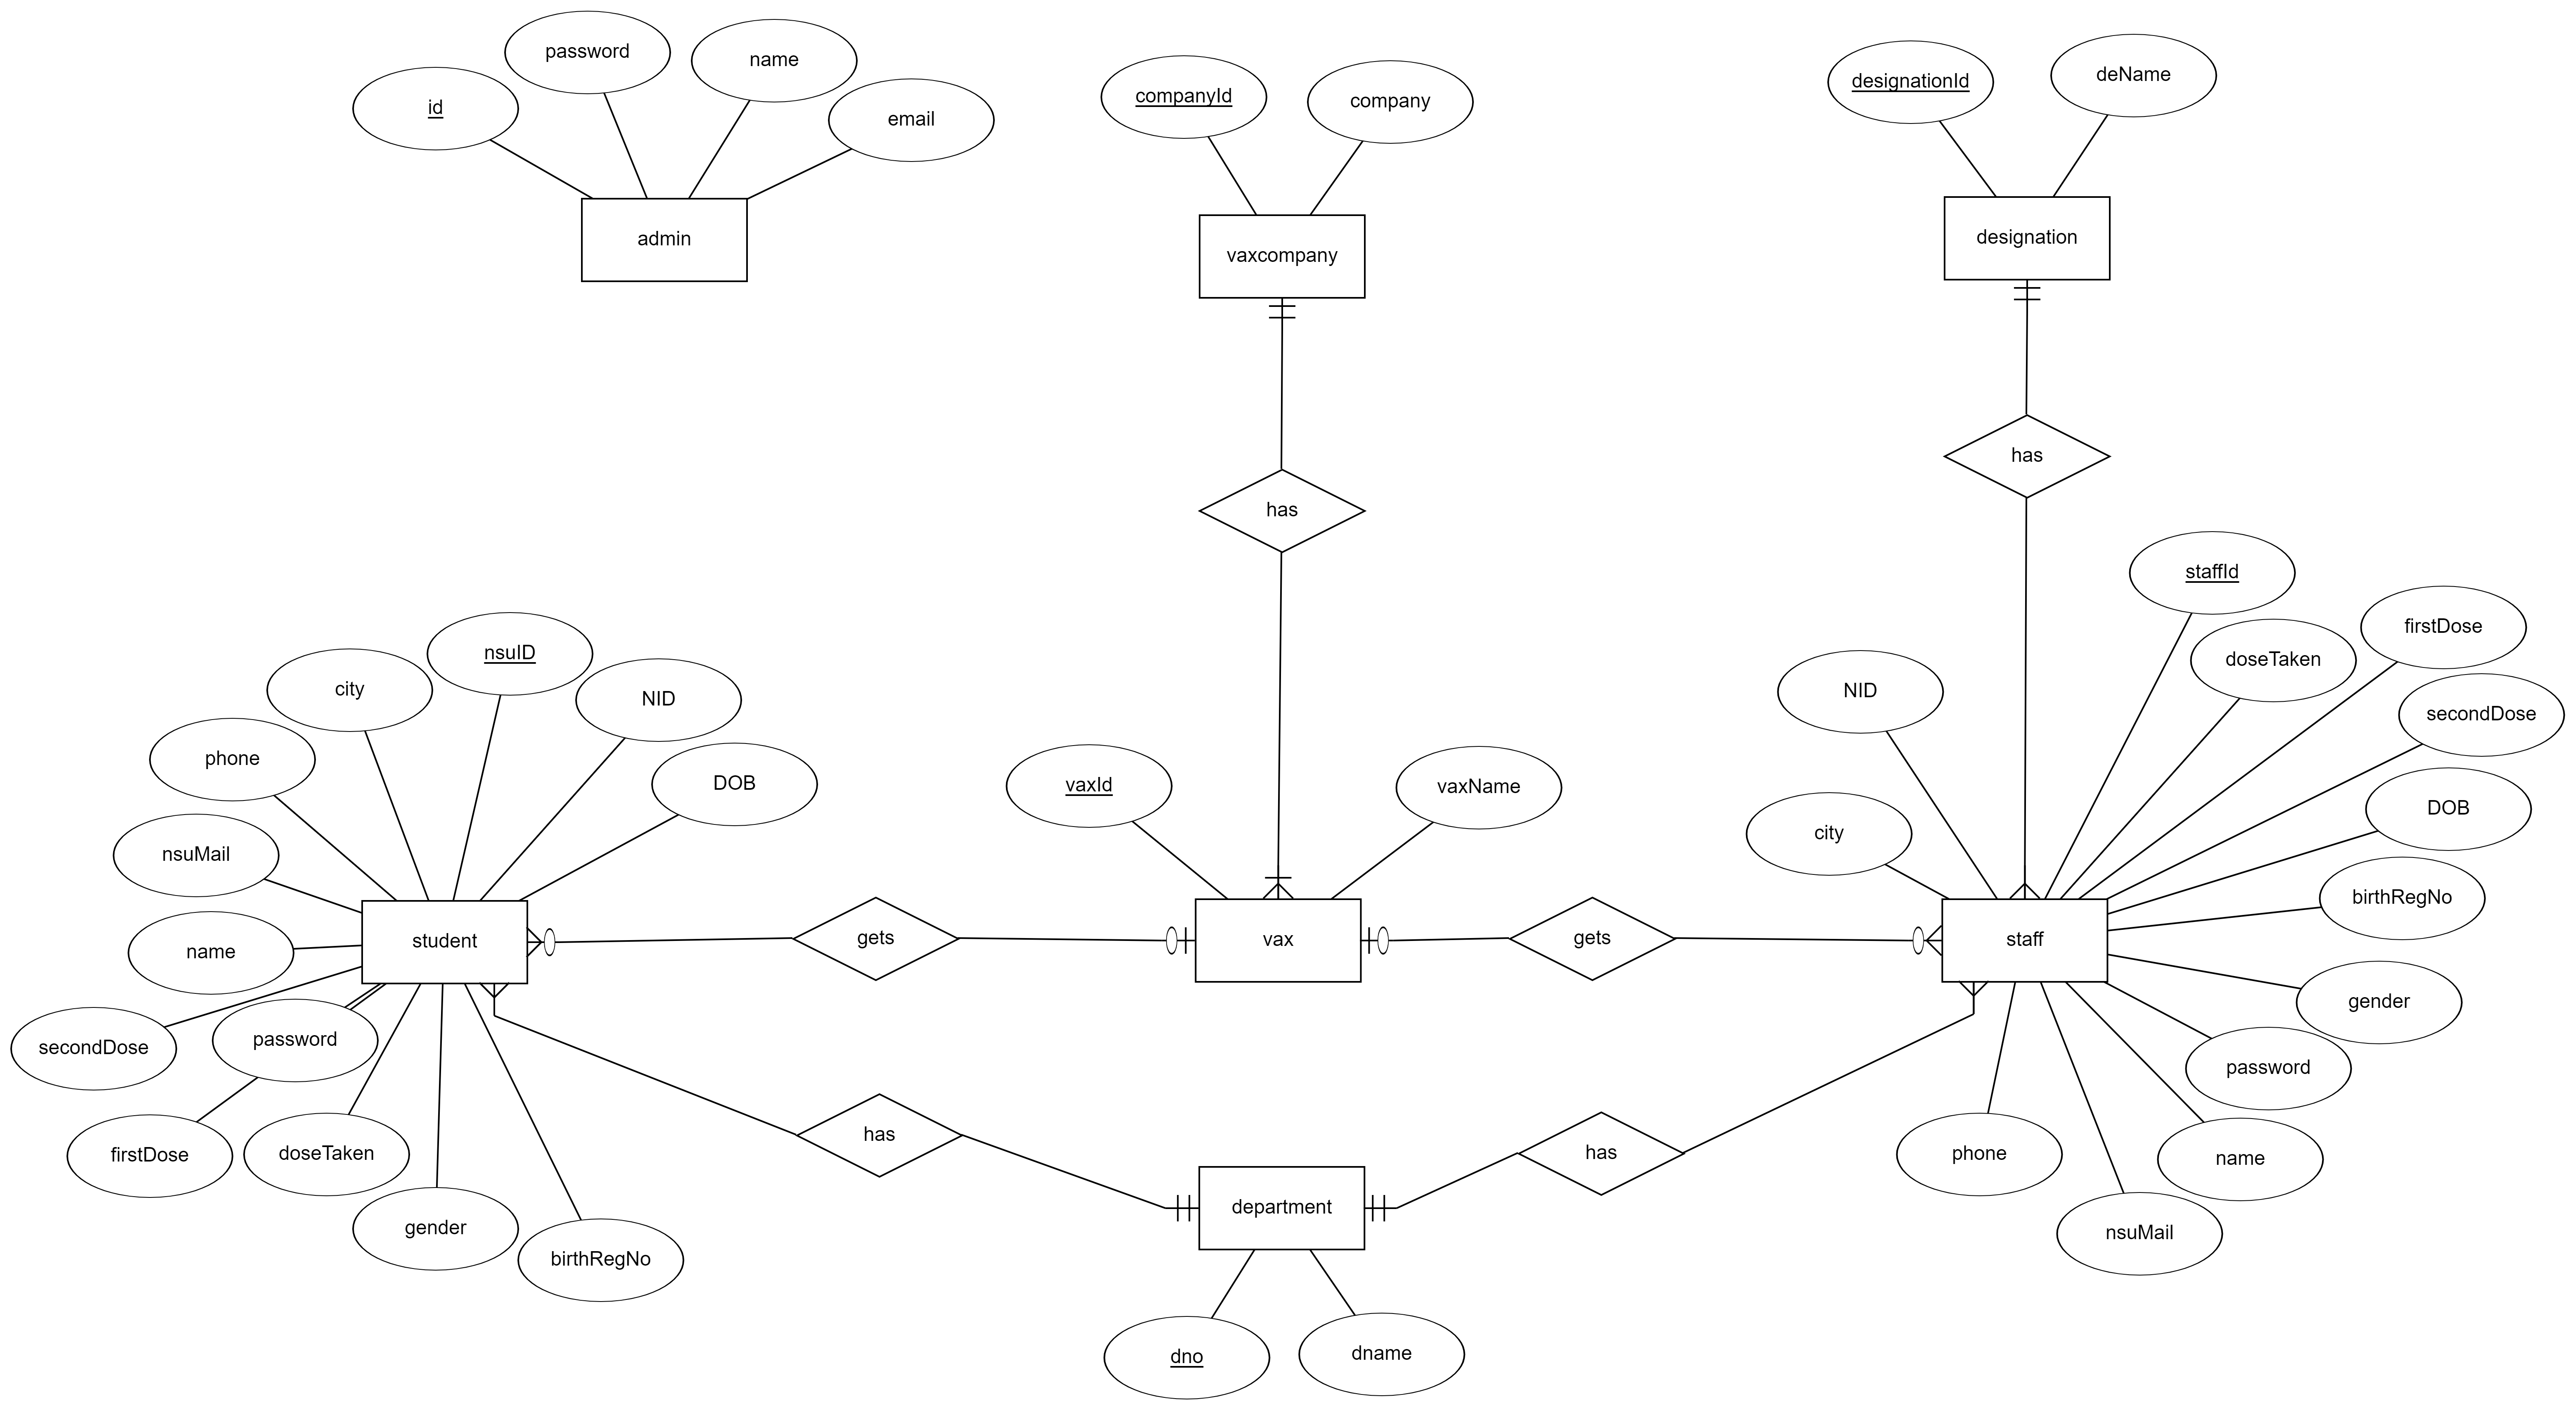 password
name
id
email
admin
companyId
company
vaxcompany
designationId
deName
designation
has
has
staffId
firstDose
doseTaken
secondDose
NID
DOB
city
birthRegNo
nsuID
city
NID
phone
DOB
nsuMail
name
student
gets
vaxId
vaxName
vax
gets
staff
gender
secondDose
password
password
firstDose
doseTaken
gender
birthRegNo
has
department
has
phone
name
nsuMail
dno
dname